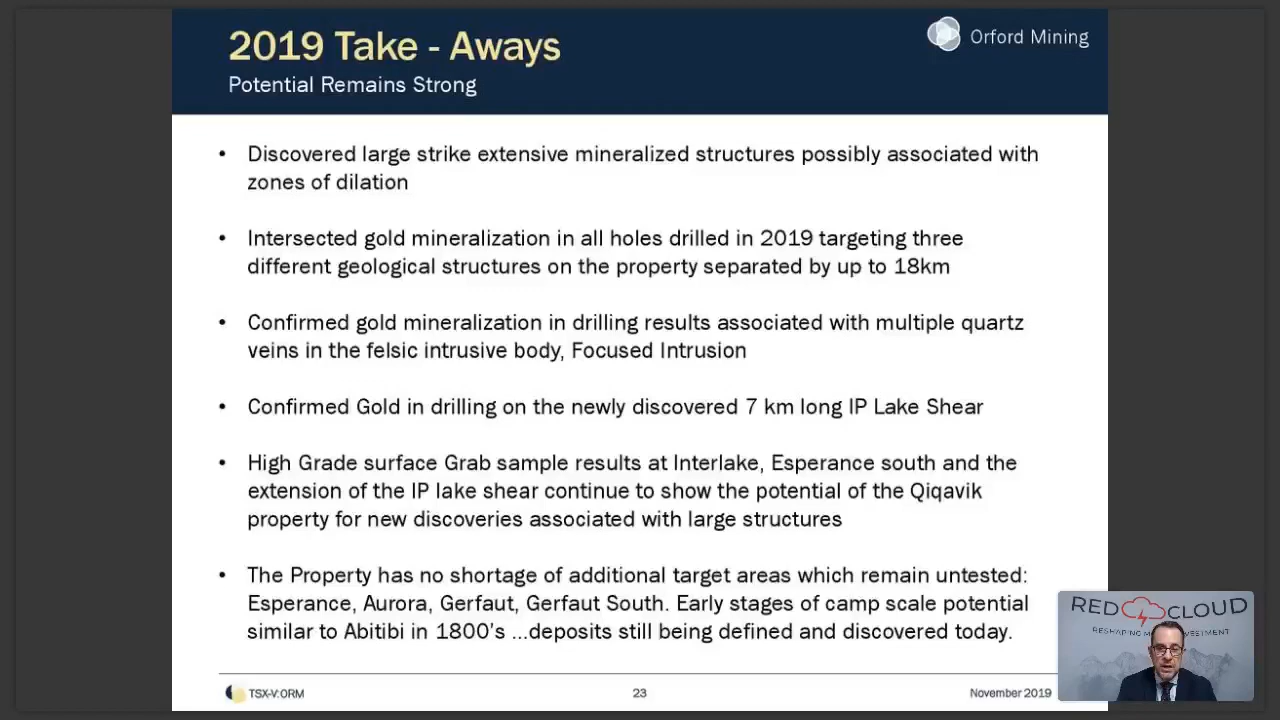 2019 Take - Aways
Potential Remains Strong
Orford Mining
• Discovered large strike extensive mineralized structures possibly associated with
zones of dilation
• Intersected gold mineralization in all holes drilled in 2019 targeting three
different geological structures on the property separated by up to 18km
• Confirmed gold mineralization in drilling results associated with multiple quartz
veins in the felsic intrusive body, Focused Intrusion
• Confirmed Gold in drilling on the newly discovered 7 km long IP Lake Shear
• High Grade surface Grab sample results at Interlake, Esperance south and the
extension of the IP lake shear continue to show the potential of the Qiqavik
property for new discoveries associated with large structures
• The Property has no shortage of additional target areas which remain untested:
Esperance, Aurora, Gerfaut, Gerfaut South. Early stages of camp scale potential
similar to Abitibi in 1800's ...deposits still being defined and discovered today.
TSX-V:ORM
23
November 2019
RED CLOUD
RESHAPING